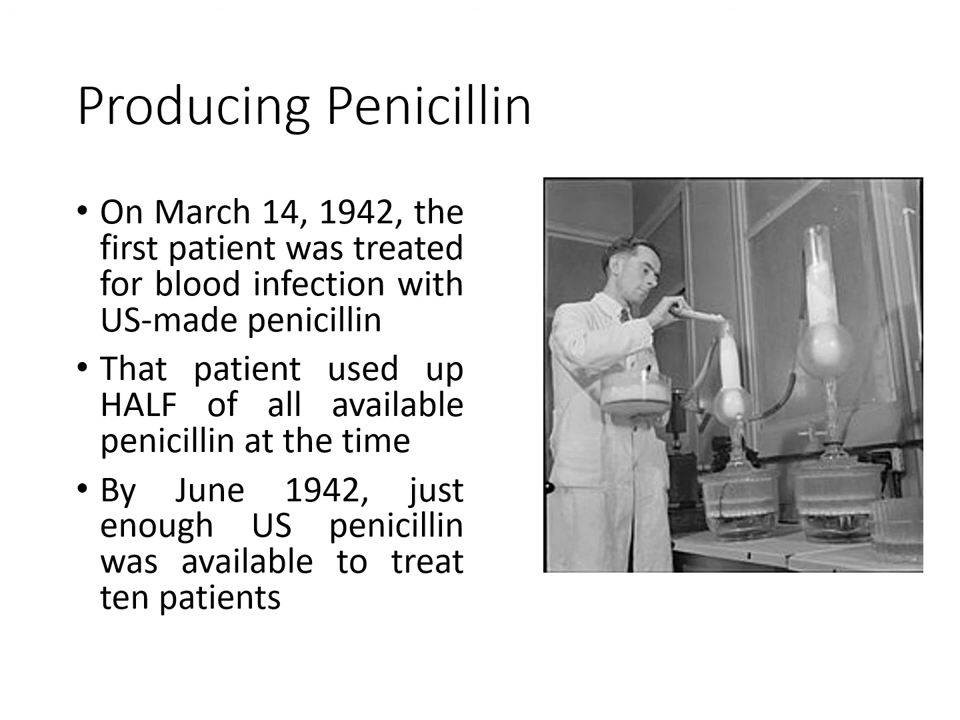 Producing Penicillin
• On March 14, 1942, the
first patient was treated
for blood infection with
US-made penicillin
• That patient used up
HALF of all available
penicillin at the time
• By June 1942, just
enough US penicillin
was available to treat
ten patients